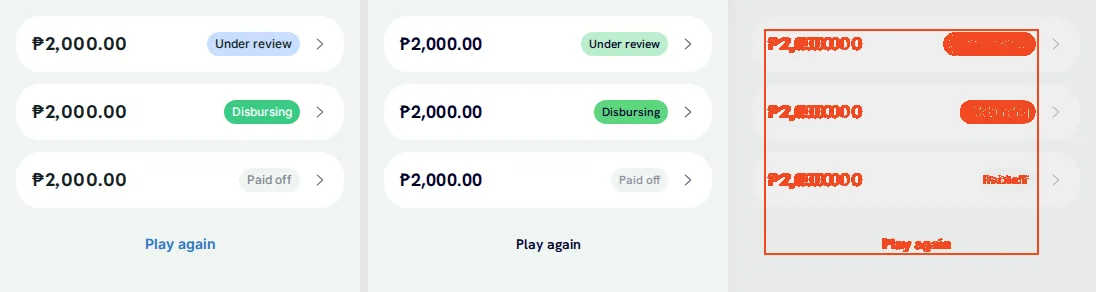 ₱2,000.00 Under review ₱2,000.00 Under review
₱2,000.00 Disbursing ₱2,000.00 Disbursing
₱2,000.00 Paid off ₱2,000.00 Paid off
Play again Play again Play again